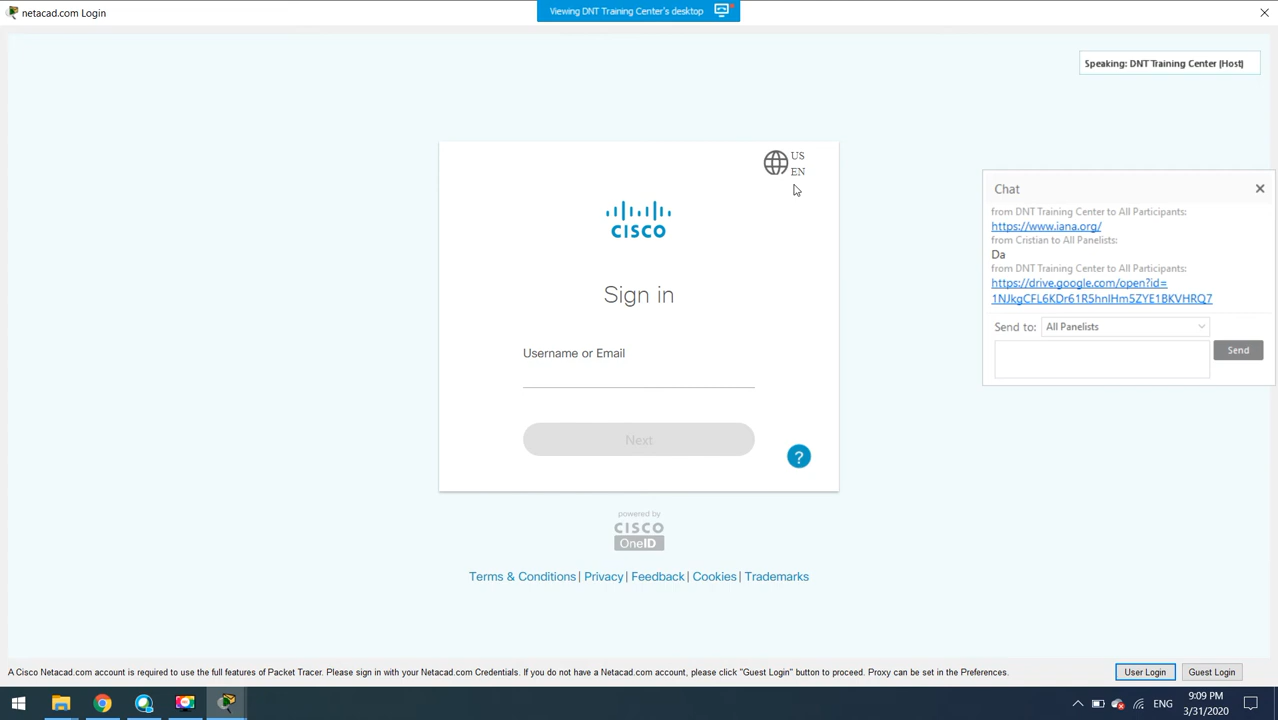 netacad.com Login
Viewing DNT Training Center's desktop
Speaking: DNT Training Center (Host)
US
EN
CISCO
Sign in
Username or Email
Next
?
powered by
CISCO
OneID
Terms & Conditions | Privacy | Feedback | Cookies | Trademarks
Chat
from DNT Training Center to All Participants:
https://www.iana.org/
from Cristian to All Panelists:
Da
from DNT Training Center to All Participants:
https://drive.google.com/open?id=
1NJkgCFL6KDr61R5hnlHm5ZYE1BKVHRQ7
Send to: All Panelists
Send
A Cisco Netacad.com account is required to use the full features of Packet Tracer. Please sign in with your Netacad.com Credentials. If you do not have a Netacad.com account, please click "Guest Login" button to proceed. Proxy can be set in the Preferences.
User Login
Guest Login
ENG
9:09 PM
3/31/2020